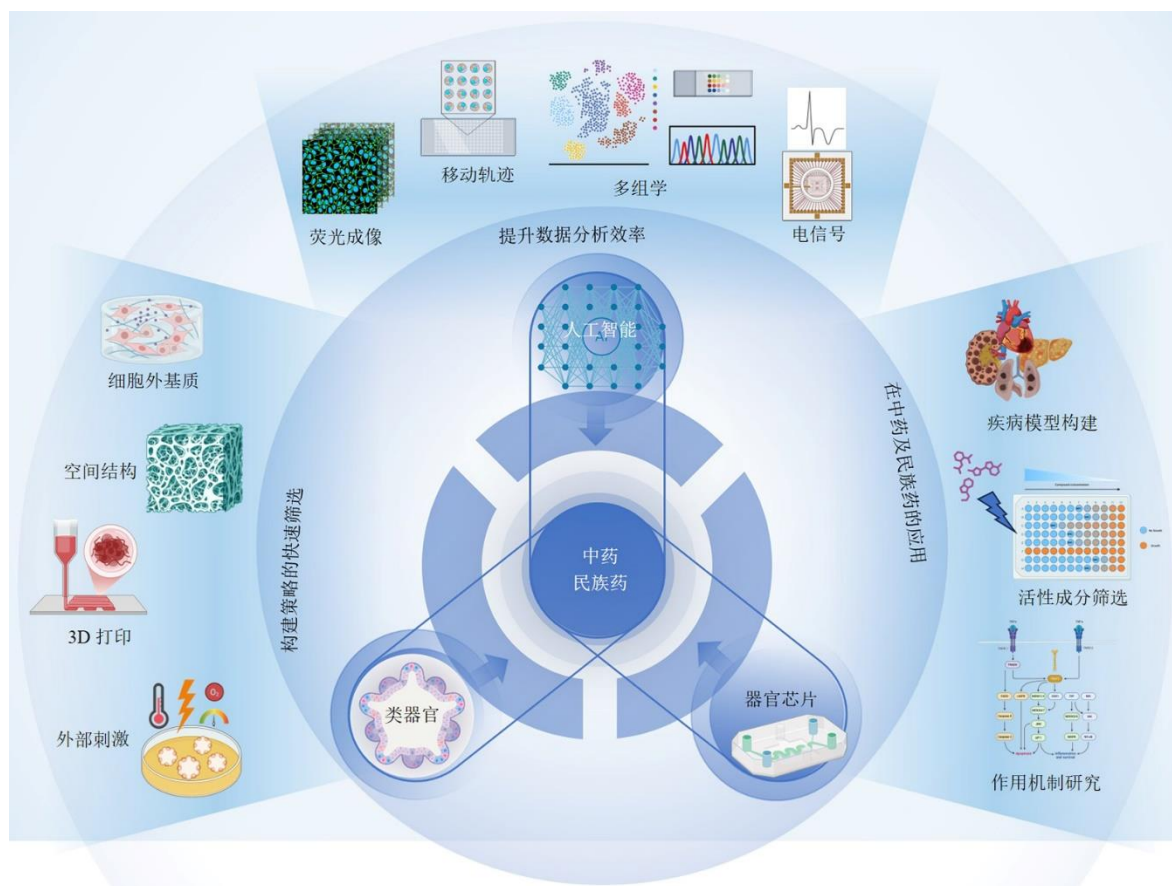 荧光成像
移动轨迹
多组学
电信号
提升数据分析效率
人工智能
细胞外基质
空间结构
3D 打印
外部刺激
O₂
构建策略的快速筛选
中药
民族药
类器官
器官芯片
在中药及民族药的应用
疾病模型构建
活性成分筛选
作用机制研究